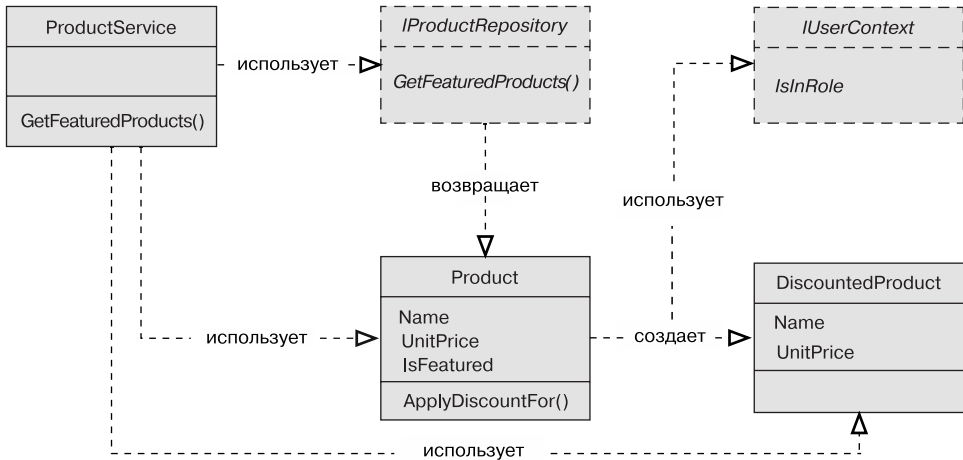 ProductService
GetFeaturedProducts()
использует
IProductRepository
GetFeaturedProducts()
IUserContext
IsInRole
возвращает
использует
использует
Product
Name
UnitPrice
IsFeatured
ApplyDiscountFor()
создает
DiscountedProduct
Name
UnitPrice
использует